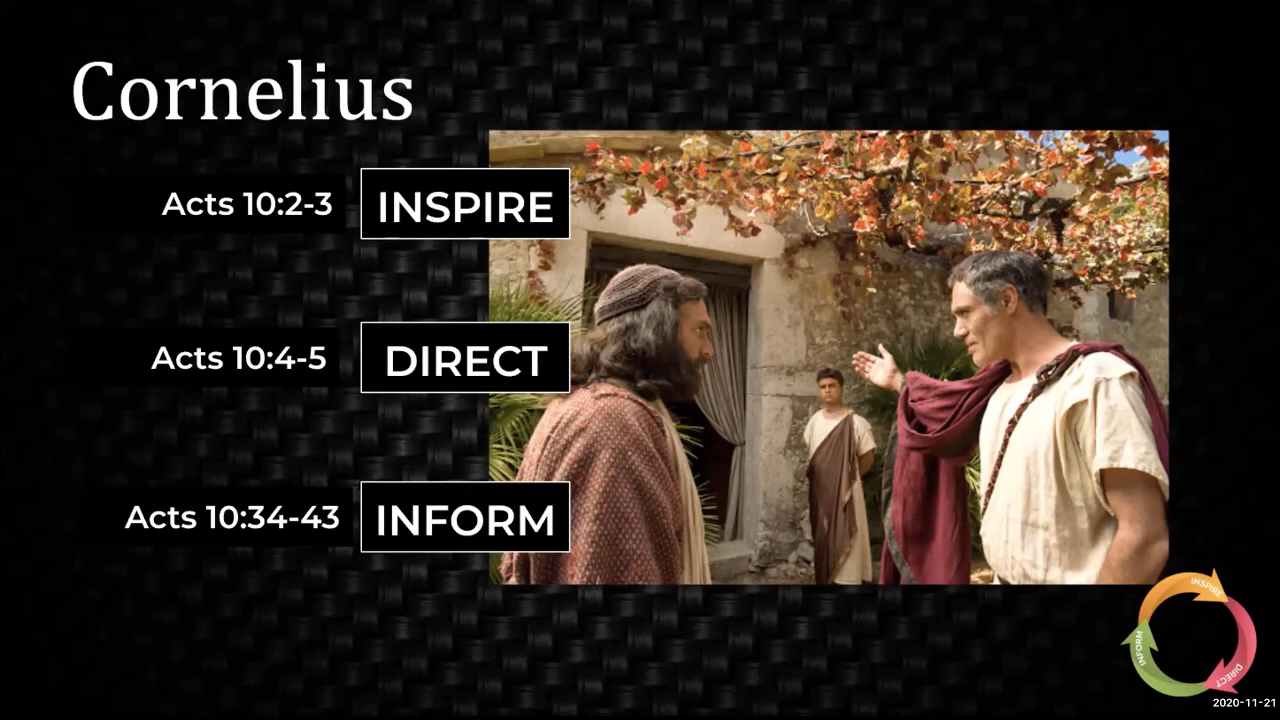 Cornelius
Acts 10:2-3 INSPIRE
Acts 10:4-5 DIRECT
Acts 10:34-43 INFORM
INSPIRE
INFORM
DIRECT
2020-11-21